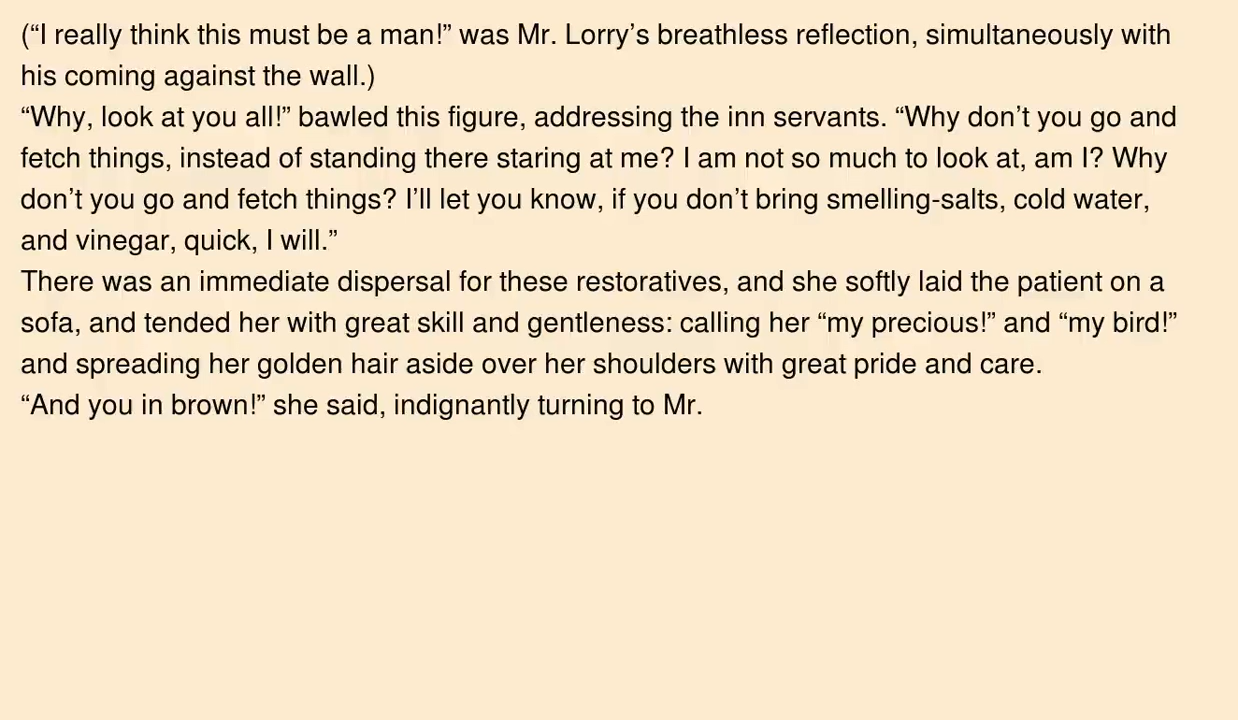 (“I really think this must be a man!” was Mr. Lorry’s breathless reflection, simultaneously with
his coming against the wall.)
“Why, look at you all!” bawled this figure, addressing the inn servants. “Why don’t you go and
fetch things, instead of standing there staring at me? I am not so much to look at, am I? Why
don’t you go and fetch things? I’ll let you know, if you don’t bring smelling-salts, cold water,
and vinegar, quick, I will.”
There was an immediate dispersal for these restoratives, and she softly laid the patient on a
sofa, and tended her with great skill and gentleness: calling her “my precious!” and “my bird!”
and spreading her golden hair aside over her shoulders with great pride and care.
“And you in brown!” she said, indignantly turning to Mr.